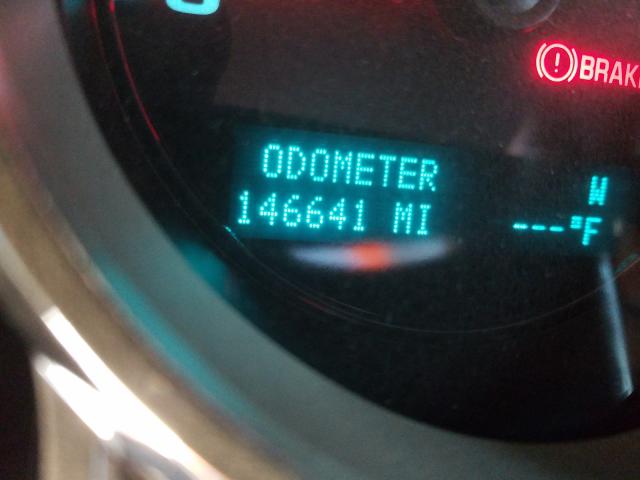 BRAK
ODOMETER
W
146641 MI
---°F